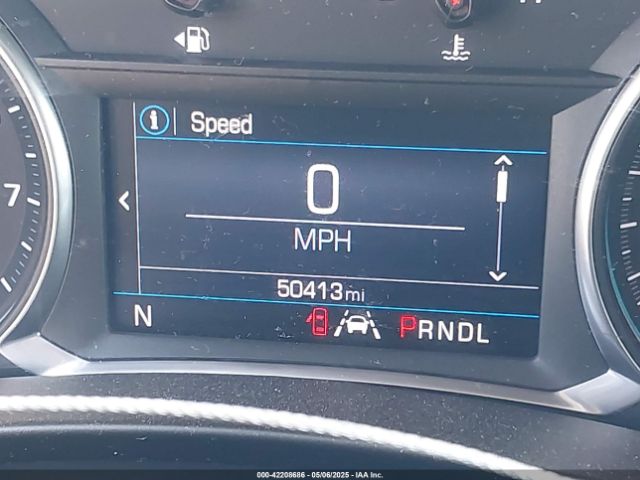 7
Speed
0
MPH
50413 mi
N PRNDL
000-42208686 - 05/06/2025 - IAA Inc.